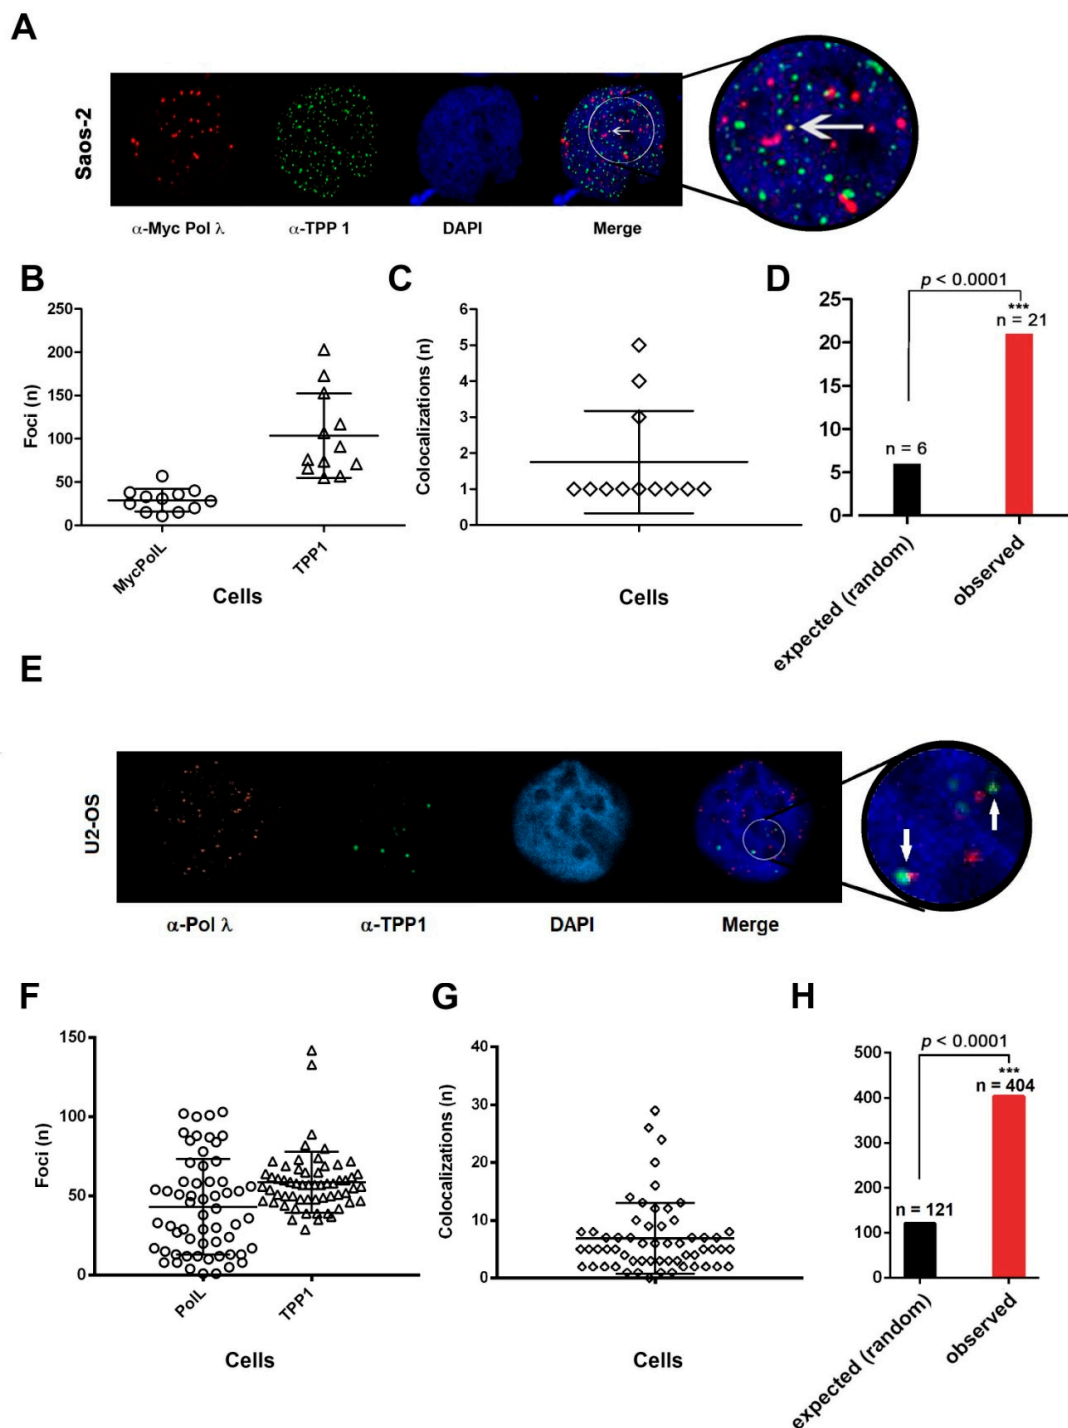 A
Saos-2
α-Myc Pol λ
α-TPP 1
DAPI
Merge
B
Foci (n)
250
200
150
100
50
0
MycPolL
TPP1
Cells
C
Colocalizations (n)
6
5
4
3
2
1
0
Cells
D
p < 0.0001
***
n = 21
n = 6
25
20
15
10
5
0
expected (random)
observed
E
U2-OS
α-Pol λ
α-TPP1
DAPI
Merge
F
Foci (n)
150
100
50
0
PolL
TPP1
Cells
G
Colocalizations (n)
40
30
20
10
0
Cells
H
p < 0.0001
***
n = 404
n = 121
500
400
300
200
100
0
expected (random)
observed